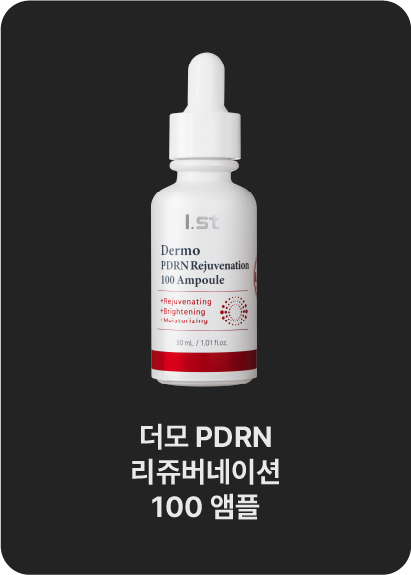 I.st
Dermo
PDRN Rejuvenation
100 Ampoule
+Rejuvenating
+Brightening
+Moisturizing
30 mL / 1.01 fl.oz.
더모 PDRN
리쥬버네이션
100 앰플